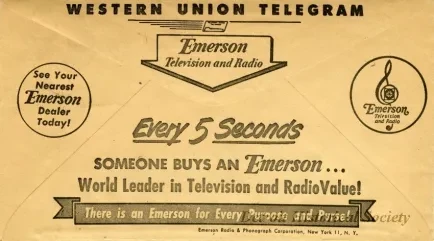 WESTERN UNION TELEGRAM
Emerson
Television and Radio
See Your
Nearest
Emerson
Dealer
Today!
Emerson
Television
and Radio
Every 5 Seconds
SOMEONE BUYS AN Emerson...
World Leader in Television and RadioValue!
There is an Emerson for Every Purpose and Purse!
Society
Emerson Radio & Phonograph Corporation, New York 11, N. Y.